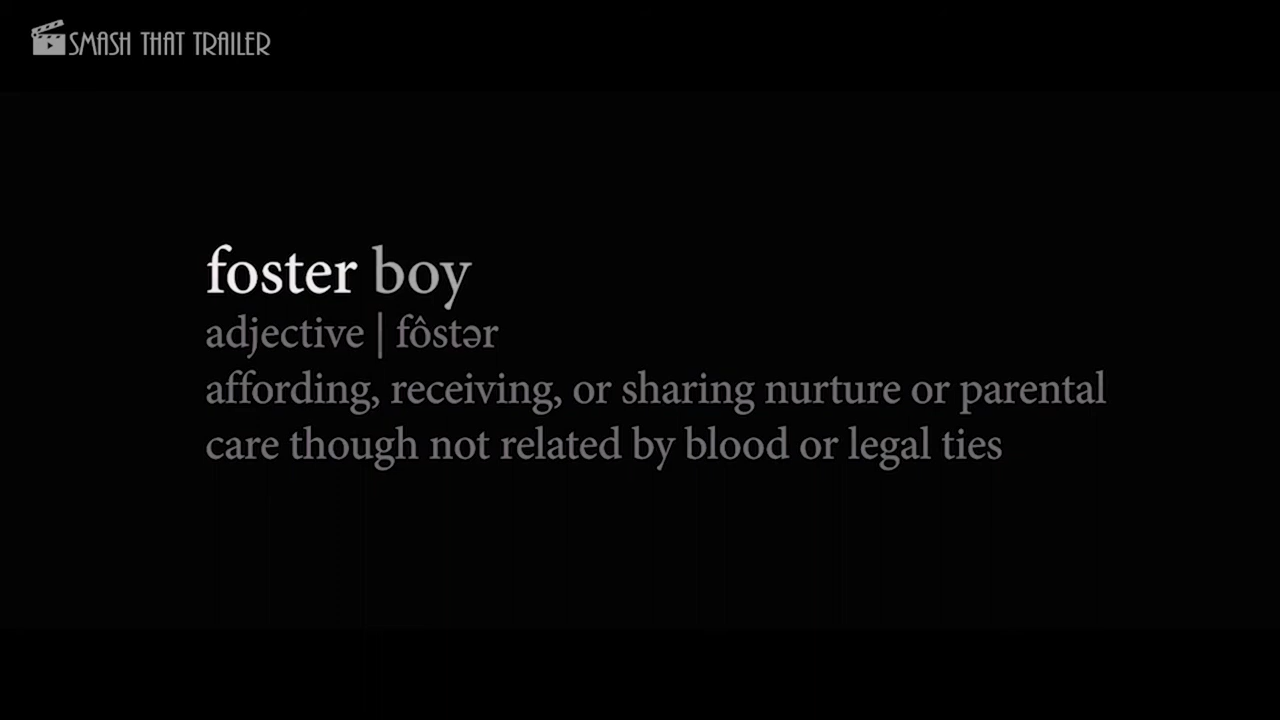 SMASH THAT TRAILER
foster boy
adjective | fôstər
affording, receiving, or sharing nurture or parental
care though not related by blood or legal ties